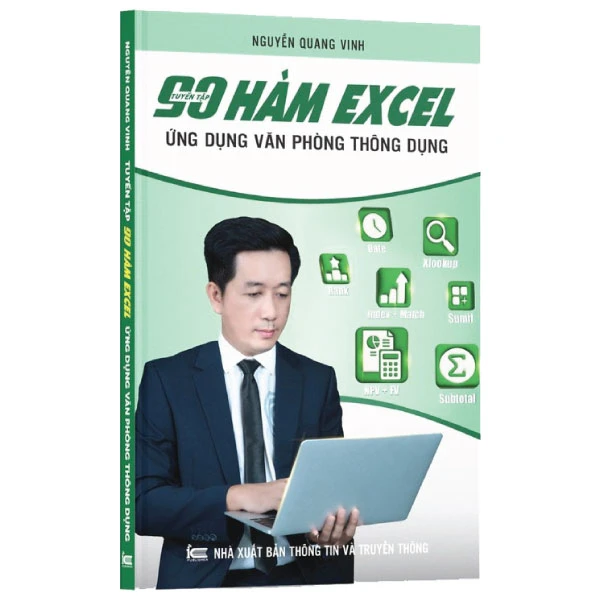 NGUYỄN QUANG VINH
90 HÀM EXCEL
TUYỂN TẬP
ỨNG DỤNG VĂN PHÒNG THÔNG DỤNG
Date
Xlookup
Rank
Index + Match
Sumif
NPV + FV
Subtotal
NHÀ XUẤT BẢN THÔNG TIN VÀ TRUYỀN THÔNG
NGUYỄN QUANG VINH TUYỂN TẬP 90 HÀM EXCEL ỨNG DỤNG VĂN PHÒNG THÔNG DỤNG